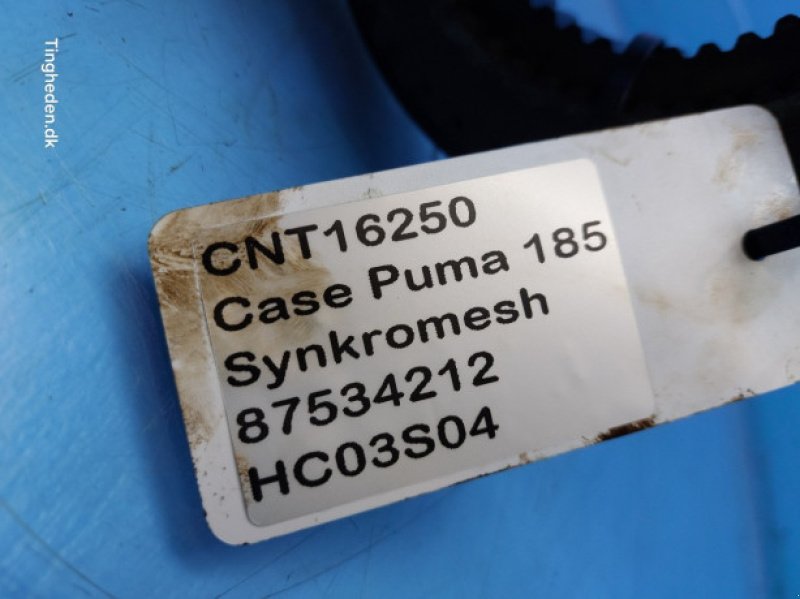 Tingheden.dk
CNT16250
Case Puma 185
Synkromesh
87534212
HC03S04